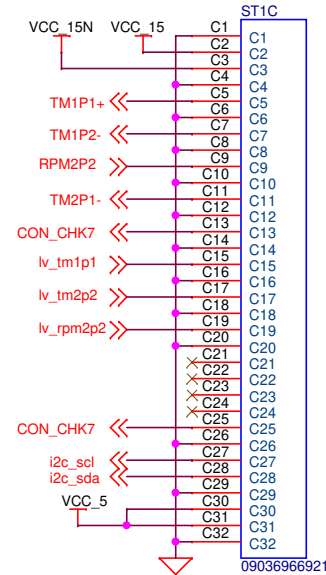 ST1C
VCC_15N VCC_15
C1 C1
C2 C2
C3 C3
C4 C4
TM1P1+ C5 C5
C6 C6
TM1P2- C7 C7
C8 C8
RPM2P2 C9 C9
C10 C10
TM2P1- C11 C11
C12 C12
CON_CHK7 C13 C13
C14 C14
lv_tm1p1 C15 C15
C16 C16
lv_tm2p2 C17 C17
C18 C18
lv_rpm2p2 C19 C19
C20 C20
C21 C21
C22 C22
C23 C23
C24 C24
CON_CHK7 C25 C25
C26 C26
i2c_scl C27 C27
i2c_sda C28 C28
C29 C29
VCC_5 C30 C30
C31 C31
C32 C32
09036966921